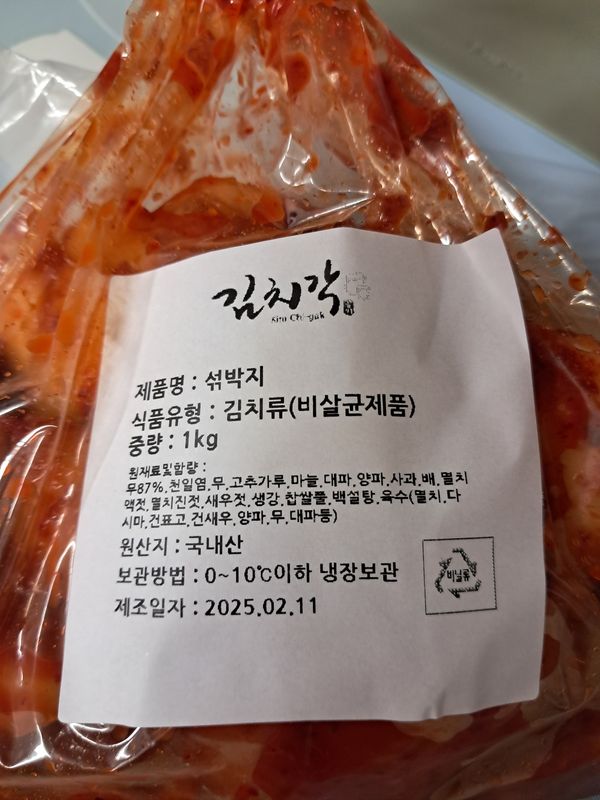 김치각
Kim Chi-gak
제품명 : 섞박지
식품유형 : 김치류(비살균제품)
중량 : 1kg
원재료및함량 :
무87%,천일염,무,고추가루,마늘,대파,양파,사과,배,멸치
액젓,멸치진젓,새우젓,생강,찹쌀풀,백설탕,육수(멸치,다
시마,건표고,건새우,양파,무,대파등)
원산지 : 국내산
보관방법 : 0~10℃이하 냉장보관
제조일자 : 2025.02.11
비닐류